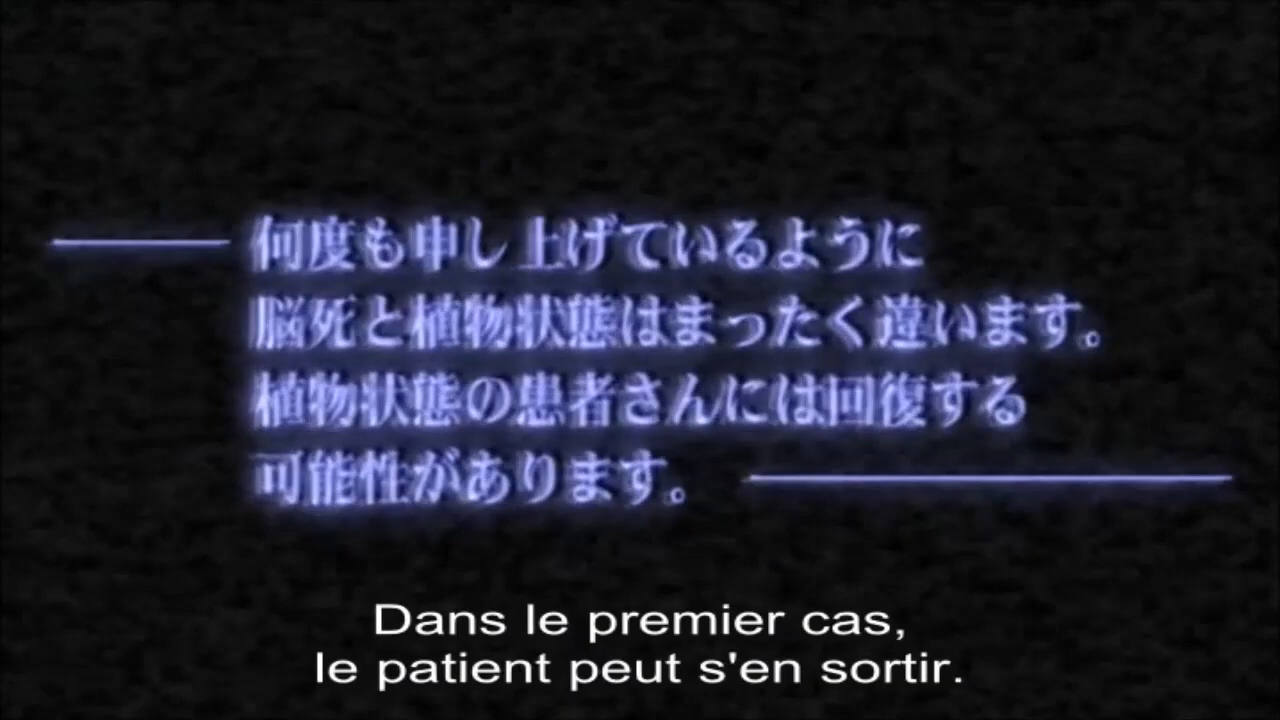 何度も申し上げているように
脳死と植物状態はまったく違います。
植物状態の患者さんには回復する
可能性があります。
Dans le premier cas,
le patient peut s'en sortir.